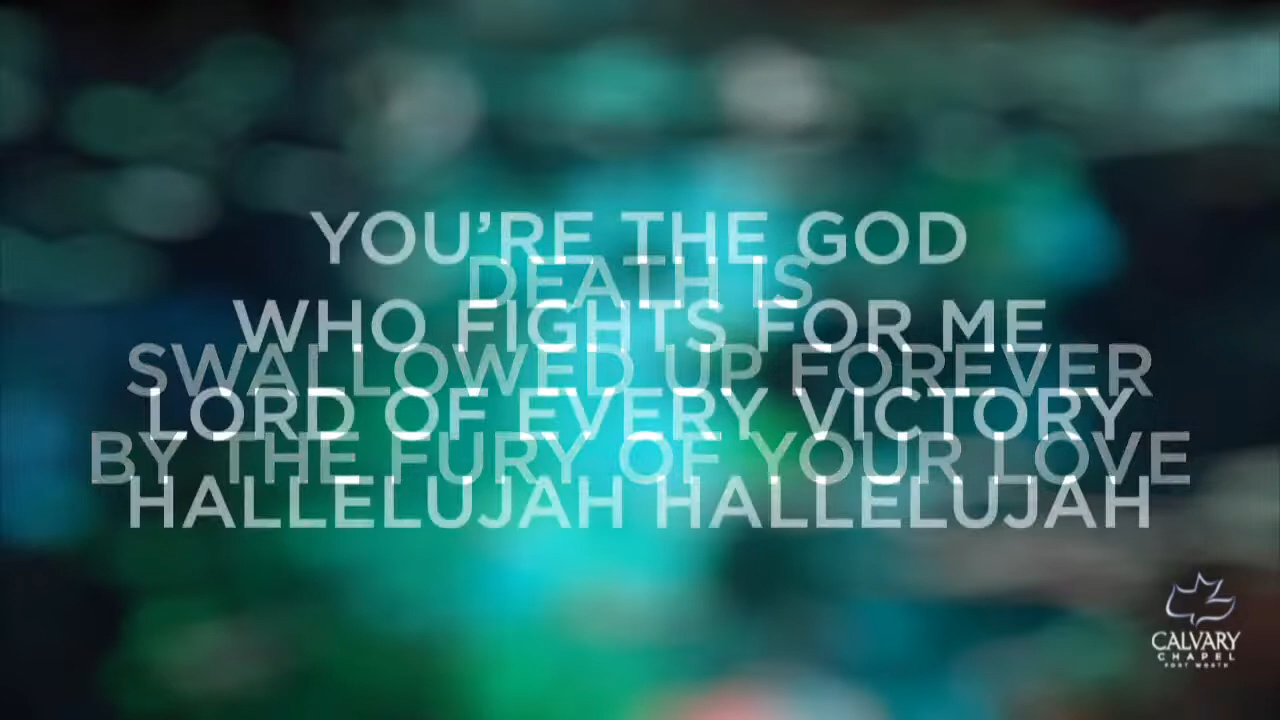 YOU’RE THE GOD
DEATH IS
WHO FIGHTS FOR ME
SWALLOWED UP FOREVER
LORD OF EVERY VICTORY
BY THE FURY OF YOUR LOVE
HALLELUJAH HALLELUJAH
CALVARY
CHAPEL
FORT WORTH